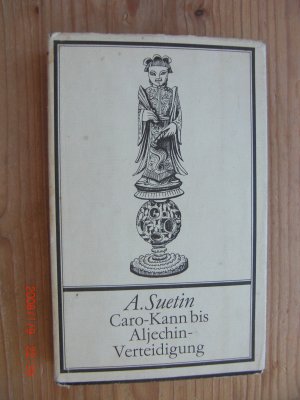 A. Suetin
Caro-Kann bis
Aljechin-
Verteidigung